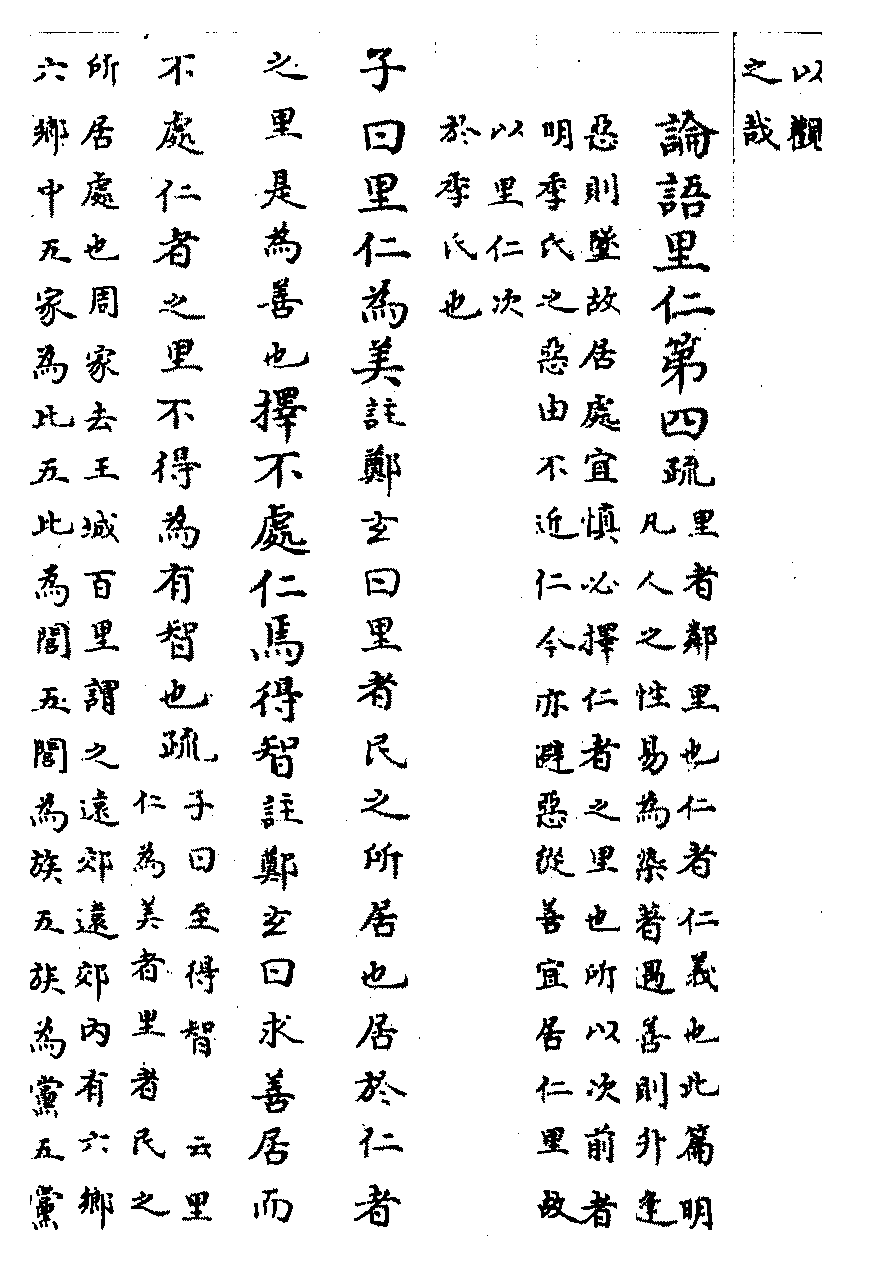 以觀
之哉
論語里仁第四疏
里者鄰里也仁者仁義也此篇明
凡人之性易為染著遇善則升逢
惡則墜故居處宜慎必擇仁者之里也所以次前者
明季氏之惡由不近仁今亦避惡從善宜居仁里故
以里仁次
於季氏也
子曰里仁為美註鄭玄曰里者民之所居也居於仁者
之里是為善也擇不處仁焉得智註鄭玄曰求善居而
不處仁者之里不得為有智也疏
子曰至得智 云里
仁為美者里者民之
所居處也周家去王城百里謂之遠郊遠郊內有六鄉
六鄉中五家為比五比為閭五閭為族五族為黨五黨